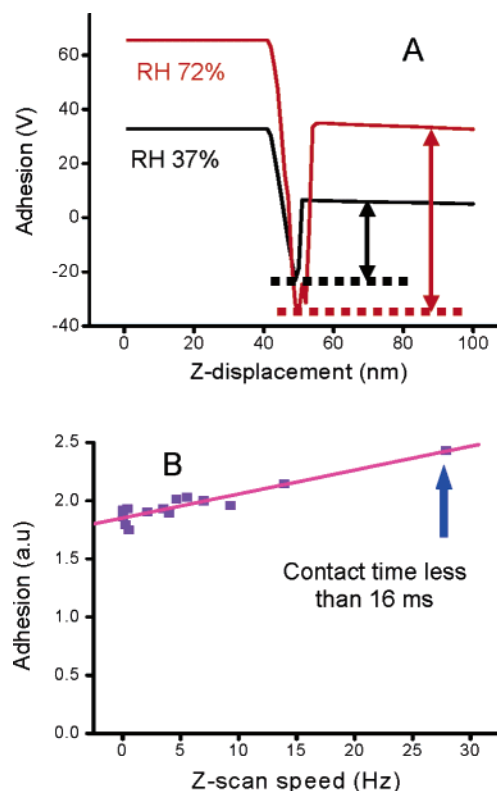 A
RH 72%
RH 37%
60
40
20
0
-20
-40
Adhesion (V)
0 20 40 60 80 100
Z-displacement (nm)
B
2.5
2.0
1.5
1.0
0.5
0.0
Adhesion (a.u)
Contact time less
than 16 ms
0 5 10 15 20 25 30
Z-scan speed (Hz)